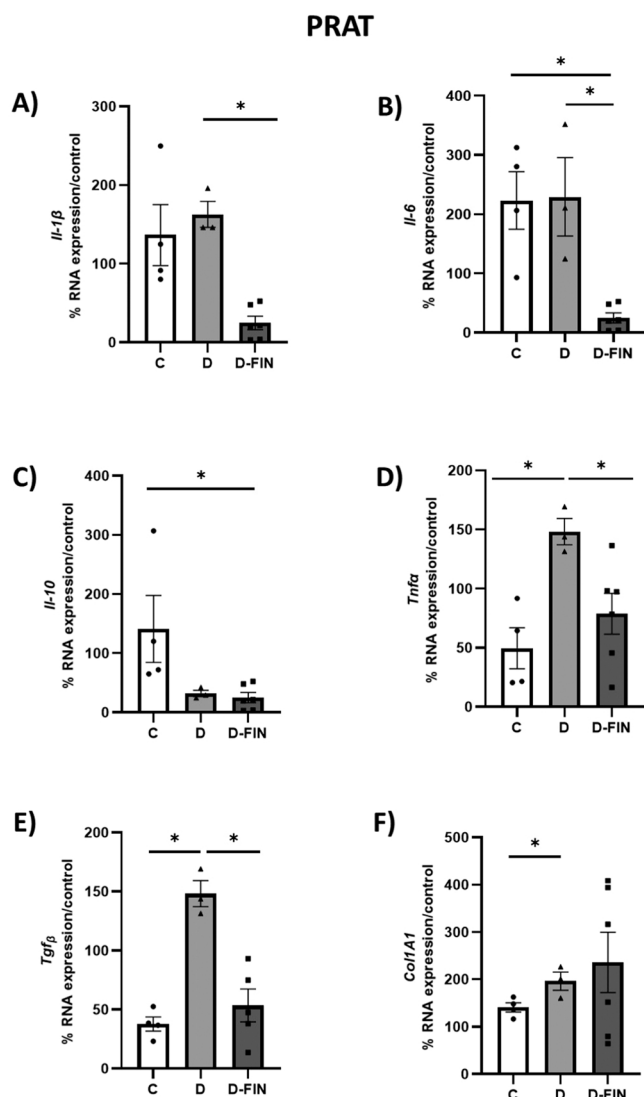 PRAT
A)
*
300
200
100
0
Il-1β
% RNA expression/control
C D D-FIN
B)
*
*
400
300
200
100
0
Il-6
% RNA expression/control
C D D-FIN
C)
*
400
300
200
100
0
Il-10
% RNA expression/control
C D D-FIN
D)
* *
200
150
100
50
0
Tnfα
% RNA expression/control
C D D-FIN
E)
* *
200
150
100
50
0
Tgfβ
% RNA expression/control
C D D-FIN
F)
*
500
400
300
200
100
0
Col1A1
% RNA expression/control
C D D-FIN